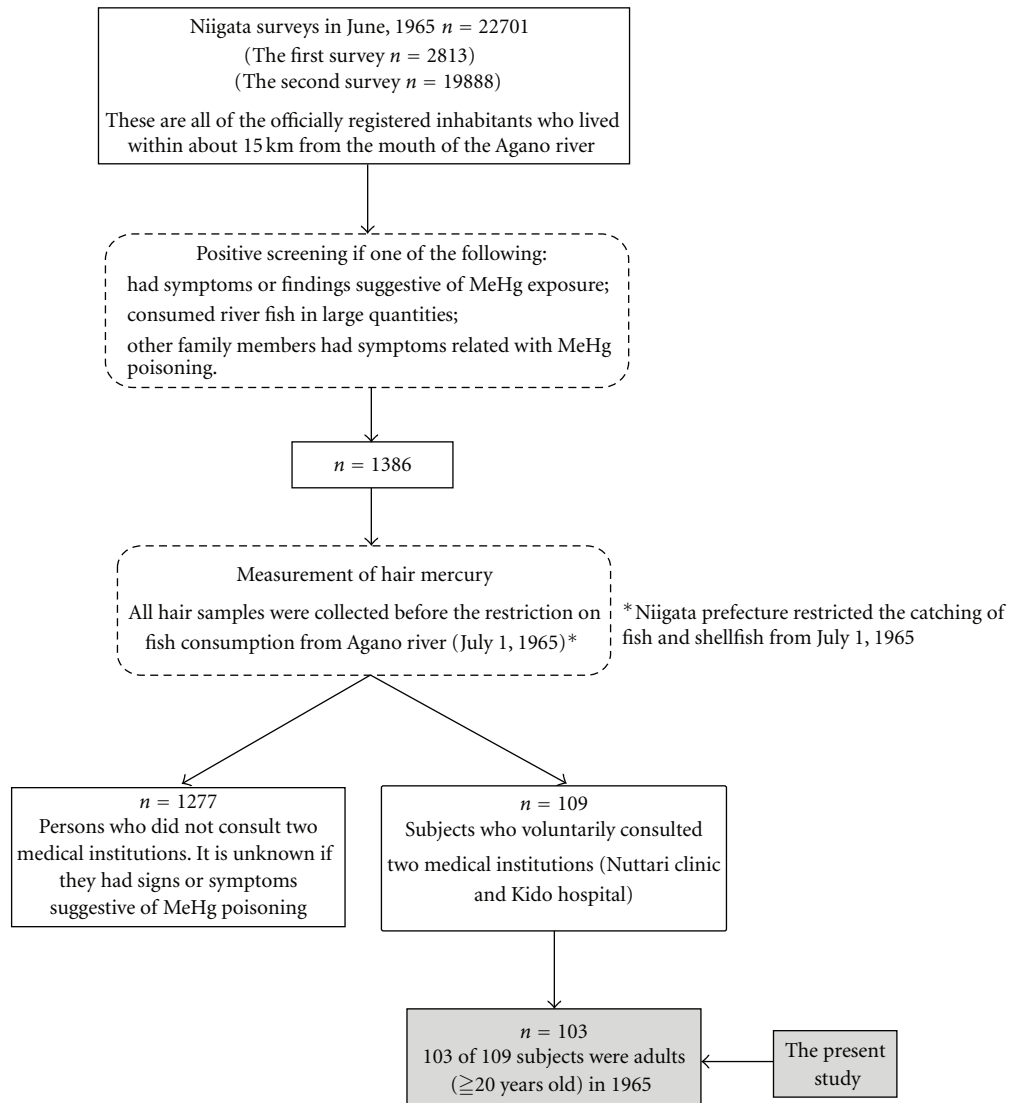 Niigata surveys in June, 1965 n = 22701
(The first survey n = 2813)
(The second survey n = 19888)
These are all of the officially registered inhabitants who lived
within about 15 km from the mouth of the Agano river
Positive screening if one of the following:
had symptoms or findings suggestive of MeHg exposure;
consumed river fish in large quantities;
other family members had symptoms related with MeHg
poisoning.
n = 1386
Measurement of hair mercury
All hair samples were collected before the restriction on
fish consumption from Agano river (July 1, 1965)*
*Niigata prefecture restricted the catching of
fish and shellfish from July 1, 1965
n = 1277
Persons who did not consult two
medical institutions. It is unknown if
they had signs or symptoms
suggestive of MeHg poisoning
n = 109
Subjects who voluntarily consulted
two medical institutions (Nuttari clinic
and Kido hospital)
n = 103
103 of 109 subjects were adults
(≧20 years old) in 1965
The present
study